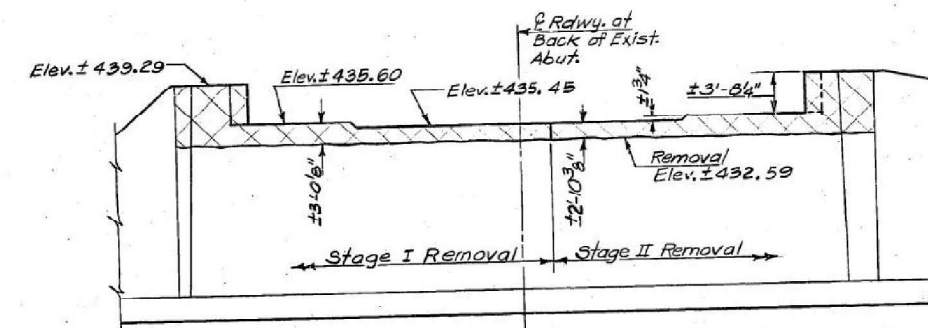 ℄ Rdwy. at
Back of Exist.
Abut.
Elev. ± 439.29
Elev. ± 435.60
Elev. ± 435.45
±1¾"
±3'-8¼"
±3'-0⅛"
±2'-10⅜"
Removal
Elev. ± 432.59
Stage I Removal
Stage II Removal